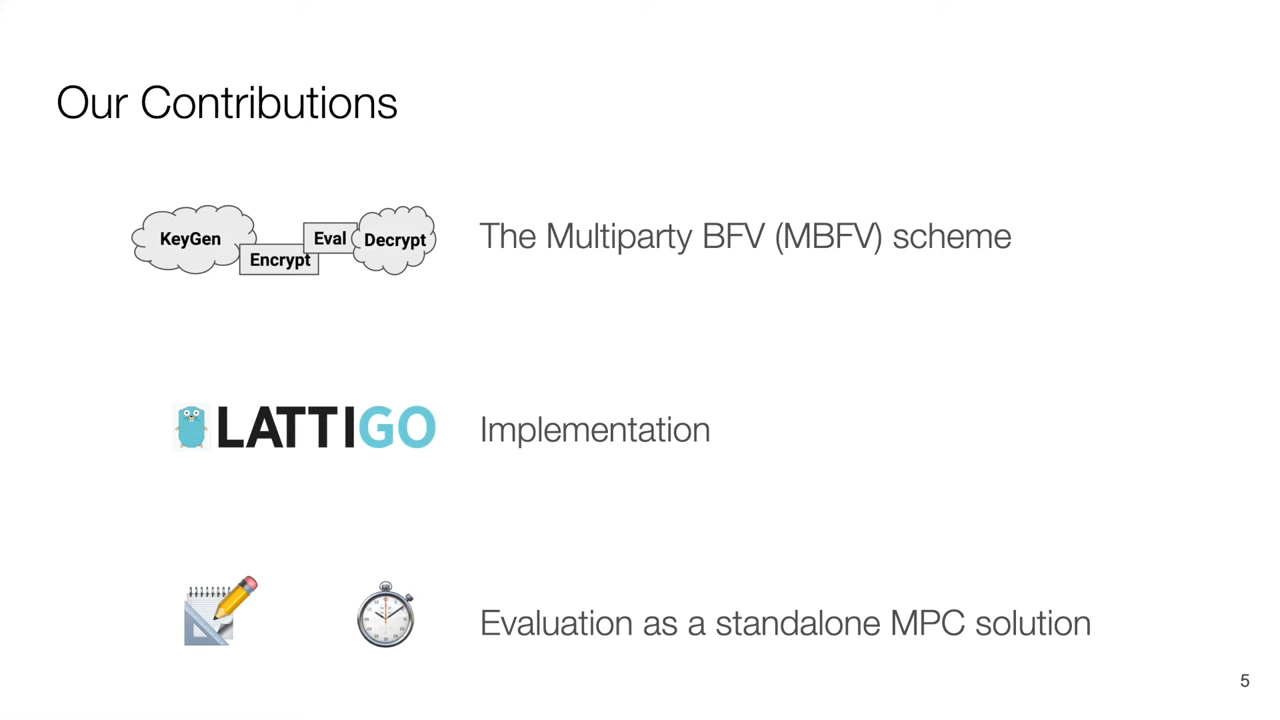 Our Contributions
KeyGen
Encrypt
Eval
Decrypt
The Multiparty BFV (MBFV) scheme
LATTIGO
Implementation
Evaluation as a standalone MPC solution
5